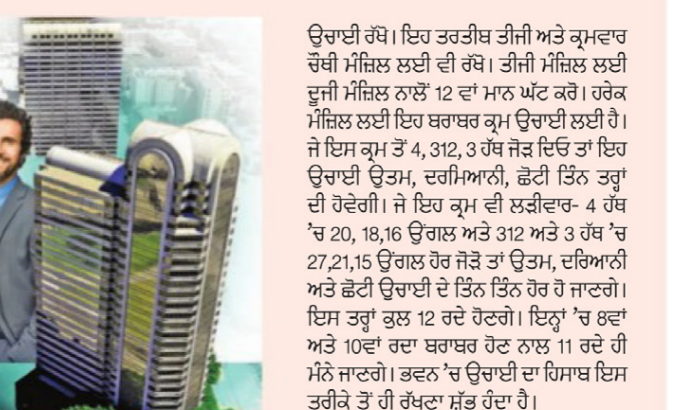 ਉਚਾਈ ਰੱਖੋ। ਇਹ ਤਰਤੀਬ ਤੀਜੀ ਅਤੇ ਕ੍ਰਮਵਾਰ
ਚੌਥੀ ਮੰਜ਼ਿਲ ਲਈ ਵੀ ਰੱਖੋ। ਤੀਜੀ ਮੰਜ਼ਿਲ ਲਈ
ਦੂਜੀ ਮੰਜ਼ਿਲ ਨਾਲੋਂ 12 ਵਾਂ ਮਾਨ ਘੱਟ ਕਰੋ। ਹਰੇਕ
ਮੰਜ਼ਿਲ ਲਈ ਇਹ ਬਰਾਬਰ ਕ੍ਰਮ ਉਚਾਈ ਲਈ ਹੈ।
ਜੇ ਇਸ ਕ੍ਰਮ ਤੋਂ 4, 312, 3 ਹੱਥ ਜੋੜ ਦਿਓ ਤਾਂ ਇਹ
ਉਚਾਈ ਉਤਮ, ਦਰਮਿਆਨੀ, ਛੋਟੀ ਤਿੰਨ ਤਰ੍ਹਾਂ
ਦੀ ਹੋਵੇਗੀ। ਜੇ ਇਹ ਕ੍ਰਮ ਵੀ ਲੜੀਵਾਰ- 4 ਹੱਥ
’ਚ 20, 18,16 ਉਂਗਲ ਅਤੇ 312 ਅਤੇ 3 ਹੱਥ ’ਚ
27,21,15 ਉਂਗਲ ਹੋਰ ਜੋੜੋ ਤਾਂ ਉਤਮ, ਦਰਿਆਨੀ
ਅਤੇ ਛੋਟੀ ਉਚਾਈ ਦੇ ਤਿੰਨ ਤਿੰਨ ਹੋਰ ਹੋ ਜਾਣਗੇ।
ਇਸ ਤਰ੍ਹਾਂ ਕੁਲ 12 ਰਦੇ ਹੋਣਗੇ। ਇਨ੍ਹਾਂ ’ਚ 8ਵਾਂ
ਅਤੇ 10ਵਾਂ ਰਦਾ ਬਰਾਬਰ ਹੋਣ ਨਾਲ 11 ਰਦੇ ਹੀ
ਮੰਨੇ ਜਾਣਗੇ। ਭਵਨ ’ਚ ਉਚਾਈ ਦਾ ਹਿਸਾਬ ਇਸ
ਤਰੀਕੇ ਤੋਂ ਹੀ ਰੱਖਣਾ ਸ਼ੁੱਭ ਹੁੰਦਾ ਹੈ।